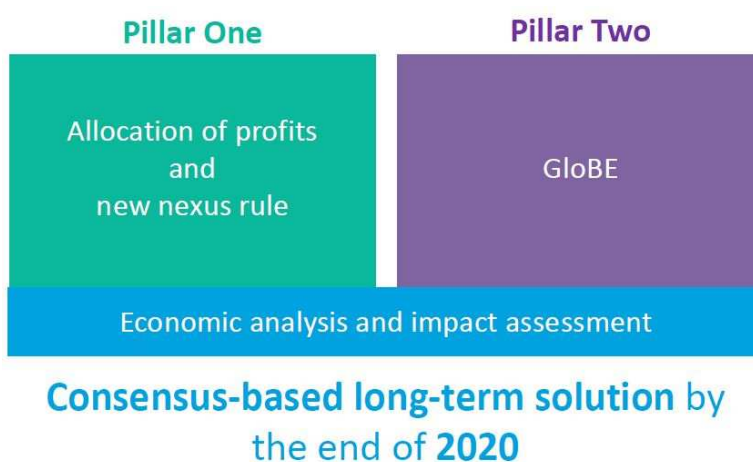 Pillar One
Pillar Two
Allocation of profits
and
new nexus rule
GloBE
Economic analysis and impact assessment
Consensus-based long-term solution by
the end of 2020